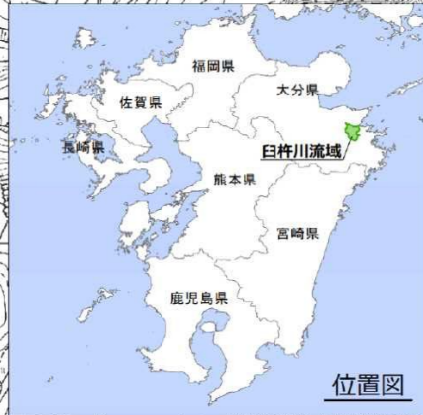 福岡県
大分県
佐賀県
長崎県
臼杵川流域
熊本県
宮崎県
鹿児島県
位置図